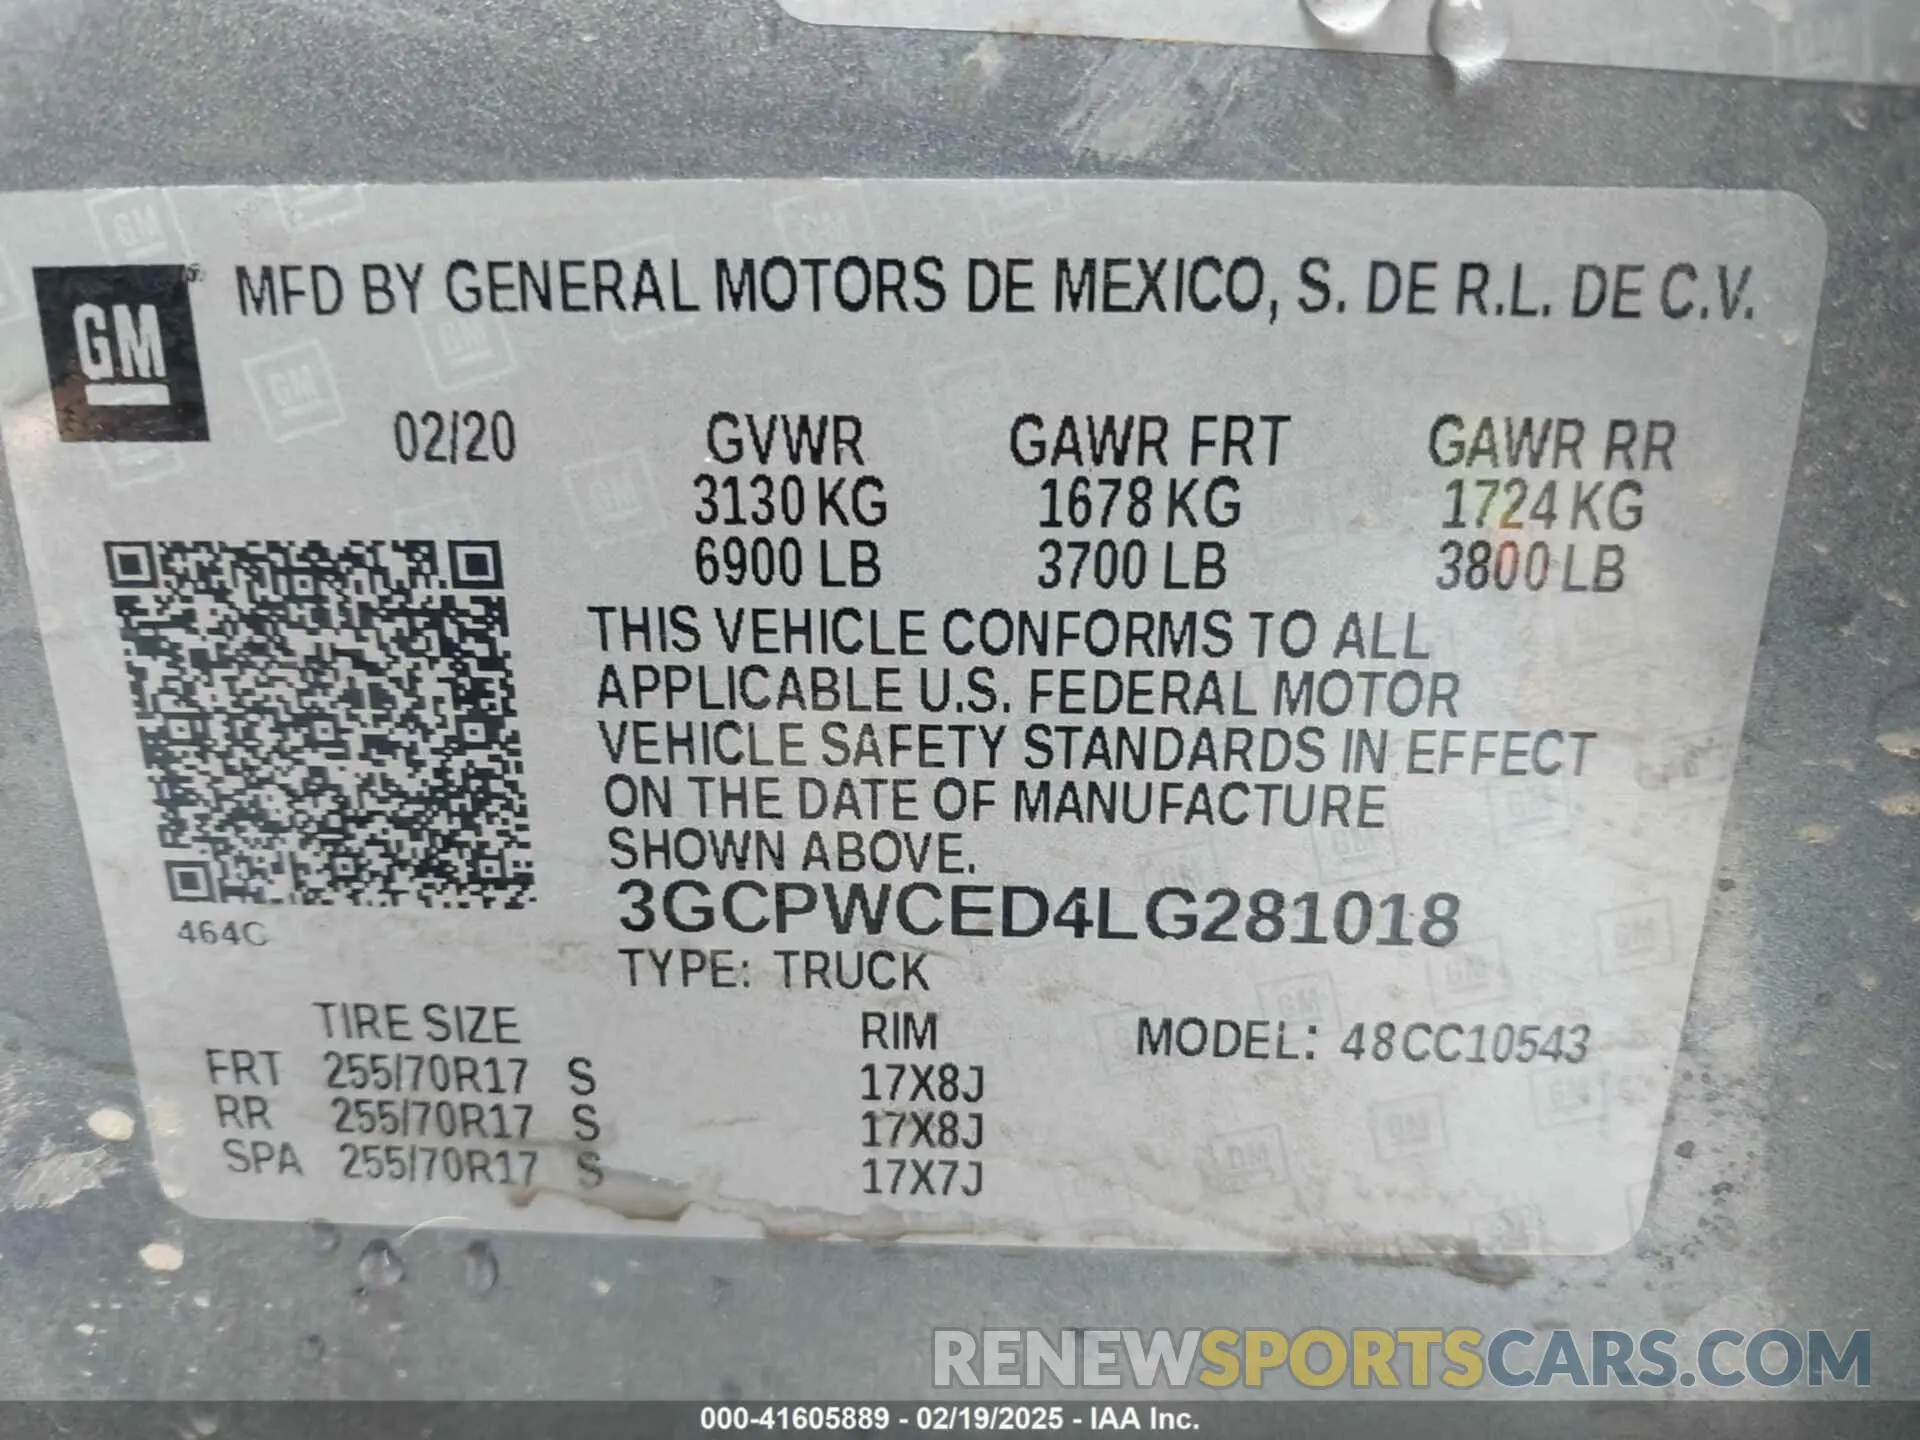 GM
MFD BY GENERAL MOTORS DE MEXICO, S. DE R.L. DE C.V.
02/20 GVWR GAWR FRT GAWR RR
3130 KG 1678 KG 1724 KG
6900 LB 3700 LB 3800 LB
THIS VEHICLE CONFORMS TO ALL
APPLICABLE U.S. FEDERAL MOTOR
VEHICLE SAFETY STANDARDS IN EFFECT
ON THE DATE OF MANUFACTURE
SHOWN ABOVE.
3GCPWCED4LG281018
464C
TYPE: TRUCK
TIRE SIZE RIM MODEL: 48CC10543
FRT 255/70R17 S 17X8J
RR 255/70R17 S 17X8J
SPA 255/70R17 S 17X7J
RENEWSPORTSCARS.COM
000-41605889 - 02/19/2025 - IAA Inc.